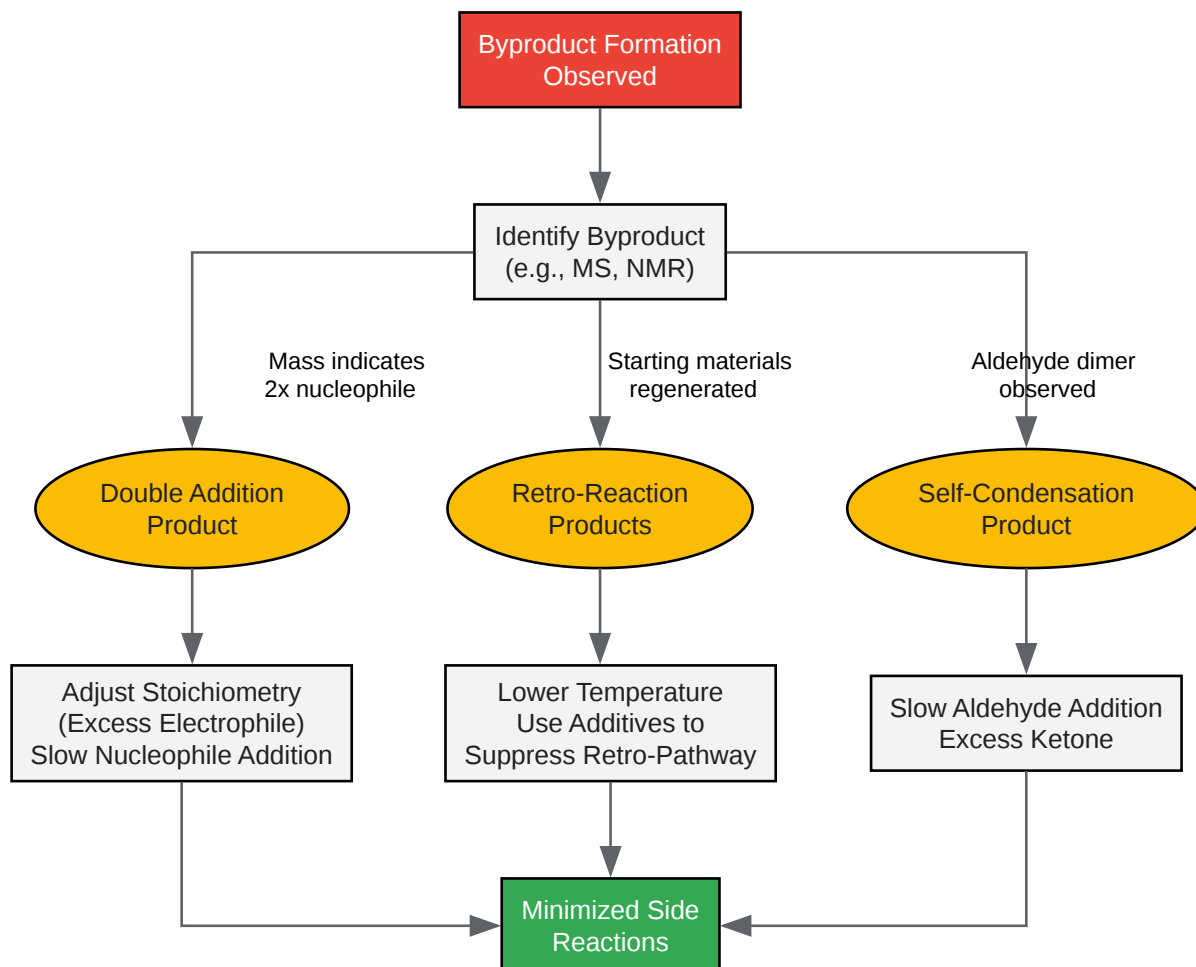 Byproduct Formation
Observed
Identify Byproduct
(e.g., MS, NMR)
Mass indicates
2x nucleophile
Starting materials
regenerated
Aldehyde dimer
observed
Double Addition
Product
Retro-Reaction
Products
Self-Condensation
Product
Adjust Stoichiometry
(Excess Electrophile)
Slow Nucleophile Addition
Lower Temperature
Use Additives to
Suppress Retro-Pathway
Slow Aldehyde Addition
Excess Ketone
Minimized Side
Reactions